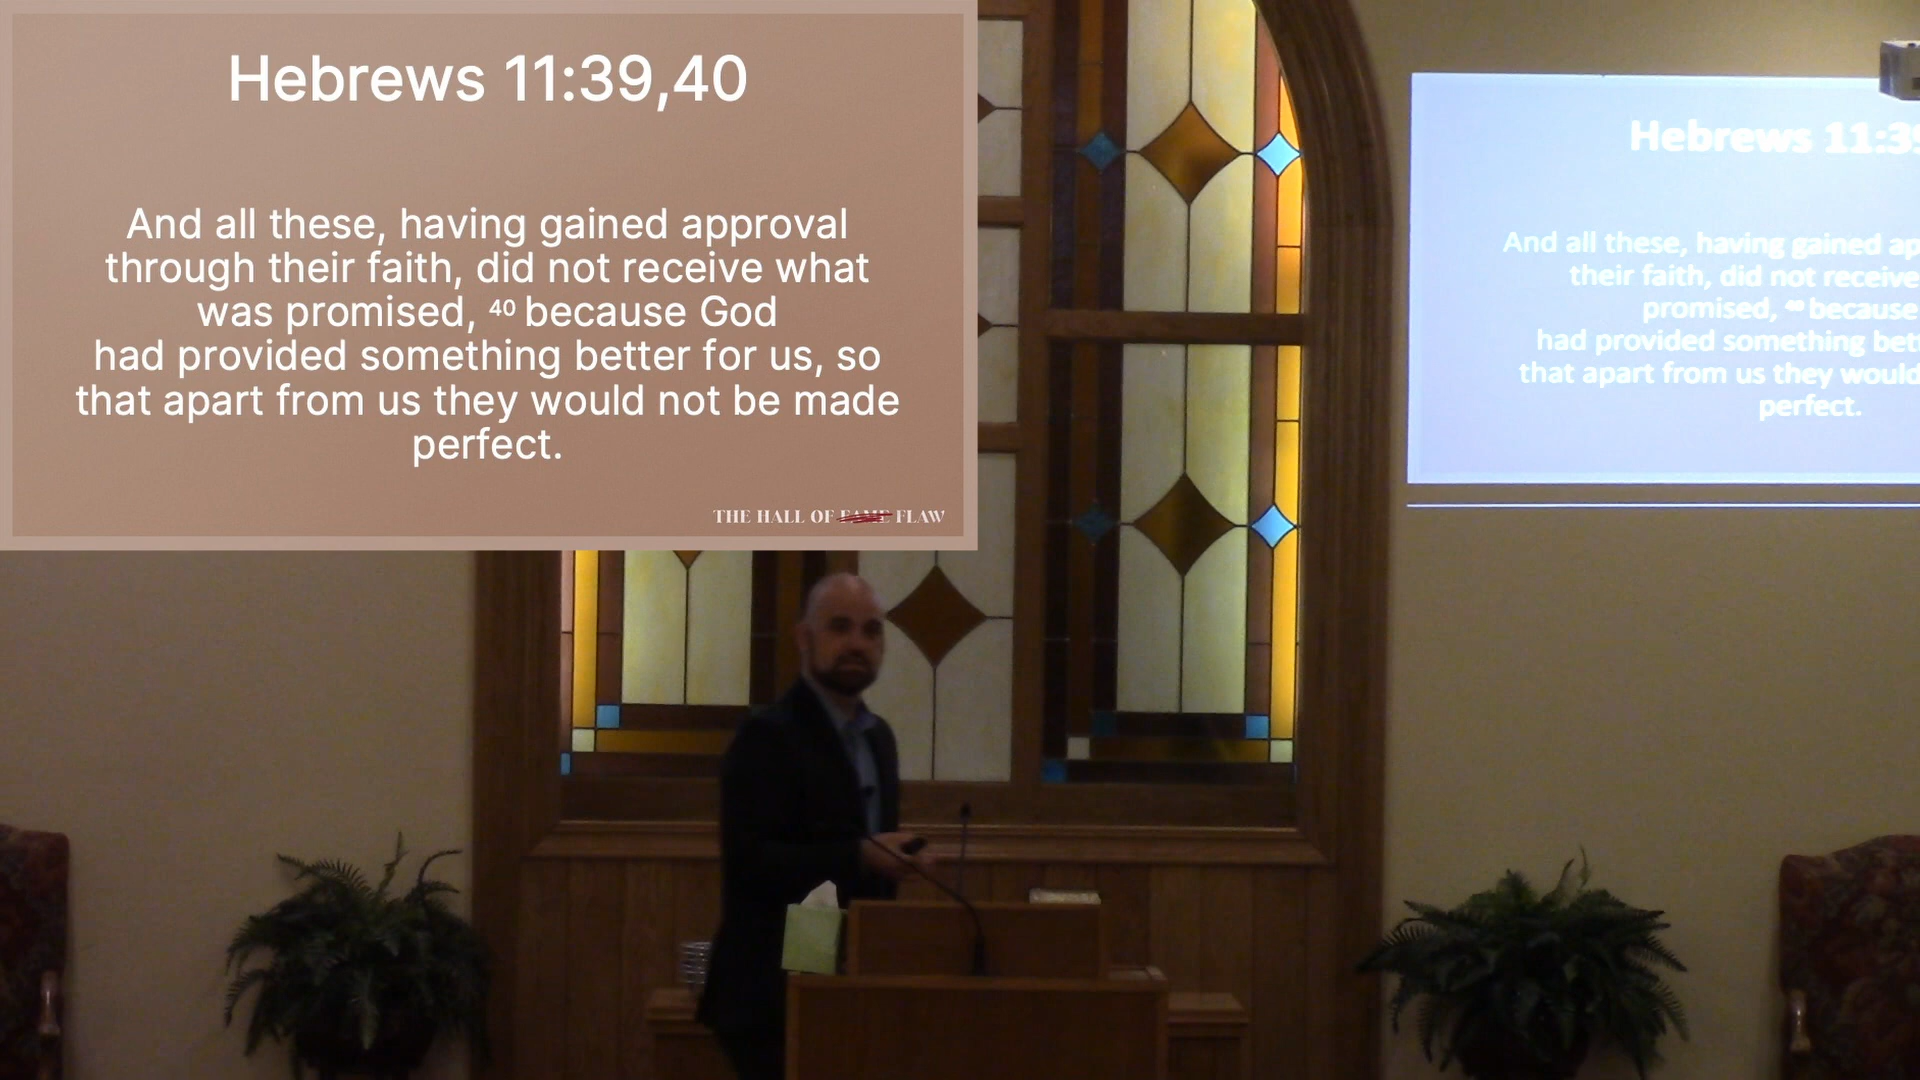 Hebrews 11:39,40
And all these, having gained approval
through their faith, did not receive what
was promised, 40 because God
had provided something better for us, so
that apart from us they would not be made
perfect.
THE HALL OF FAME FLAW
Hebrews 11:39
And all these, having gained ap
their faith, did not receive
promised, 40 because
had provided something bet
that apart from us they would
perfect.